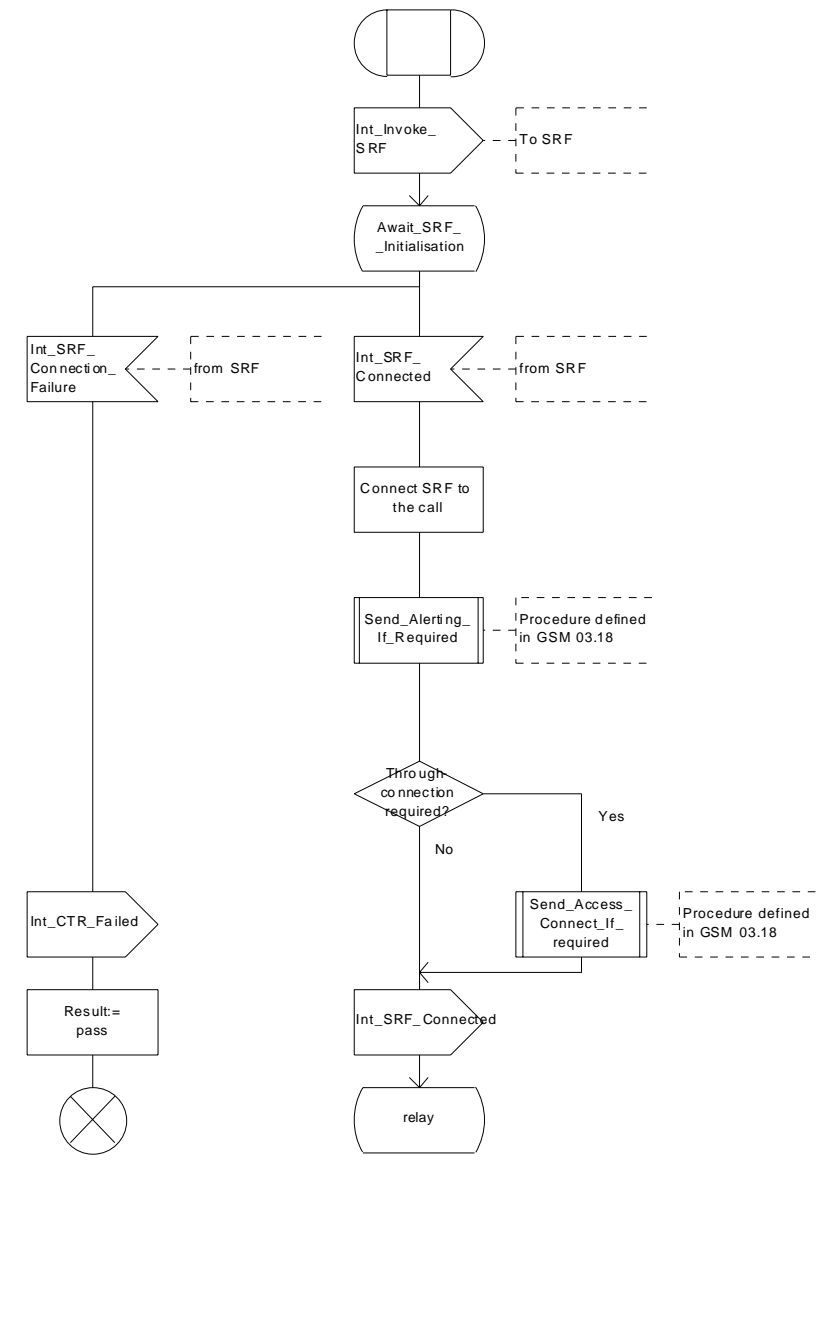 Int_Invoke_
SRF
To SRF
Await_SRF_
_Initialisation
Int_SRF_
Connection_
Failure
from SRF
Int_SRF_
Connected
from SRF
Connect SRF to
the call
Send_Alerting_
If_Required
Procedure defined
in GSM 03.18
Through-
connection
required?
Yes
No
Int_CTR_Failed
Send_Access_
Connect_If_
required
Procedure defined
in GSM 03.18
Result:=
pass
Int_SRF_Connected
relay